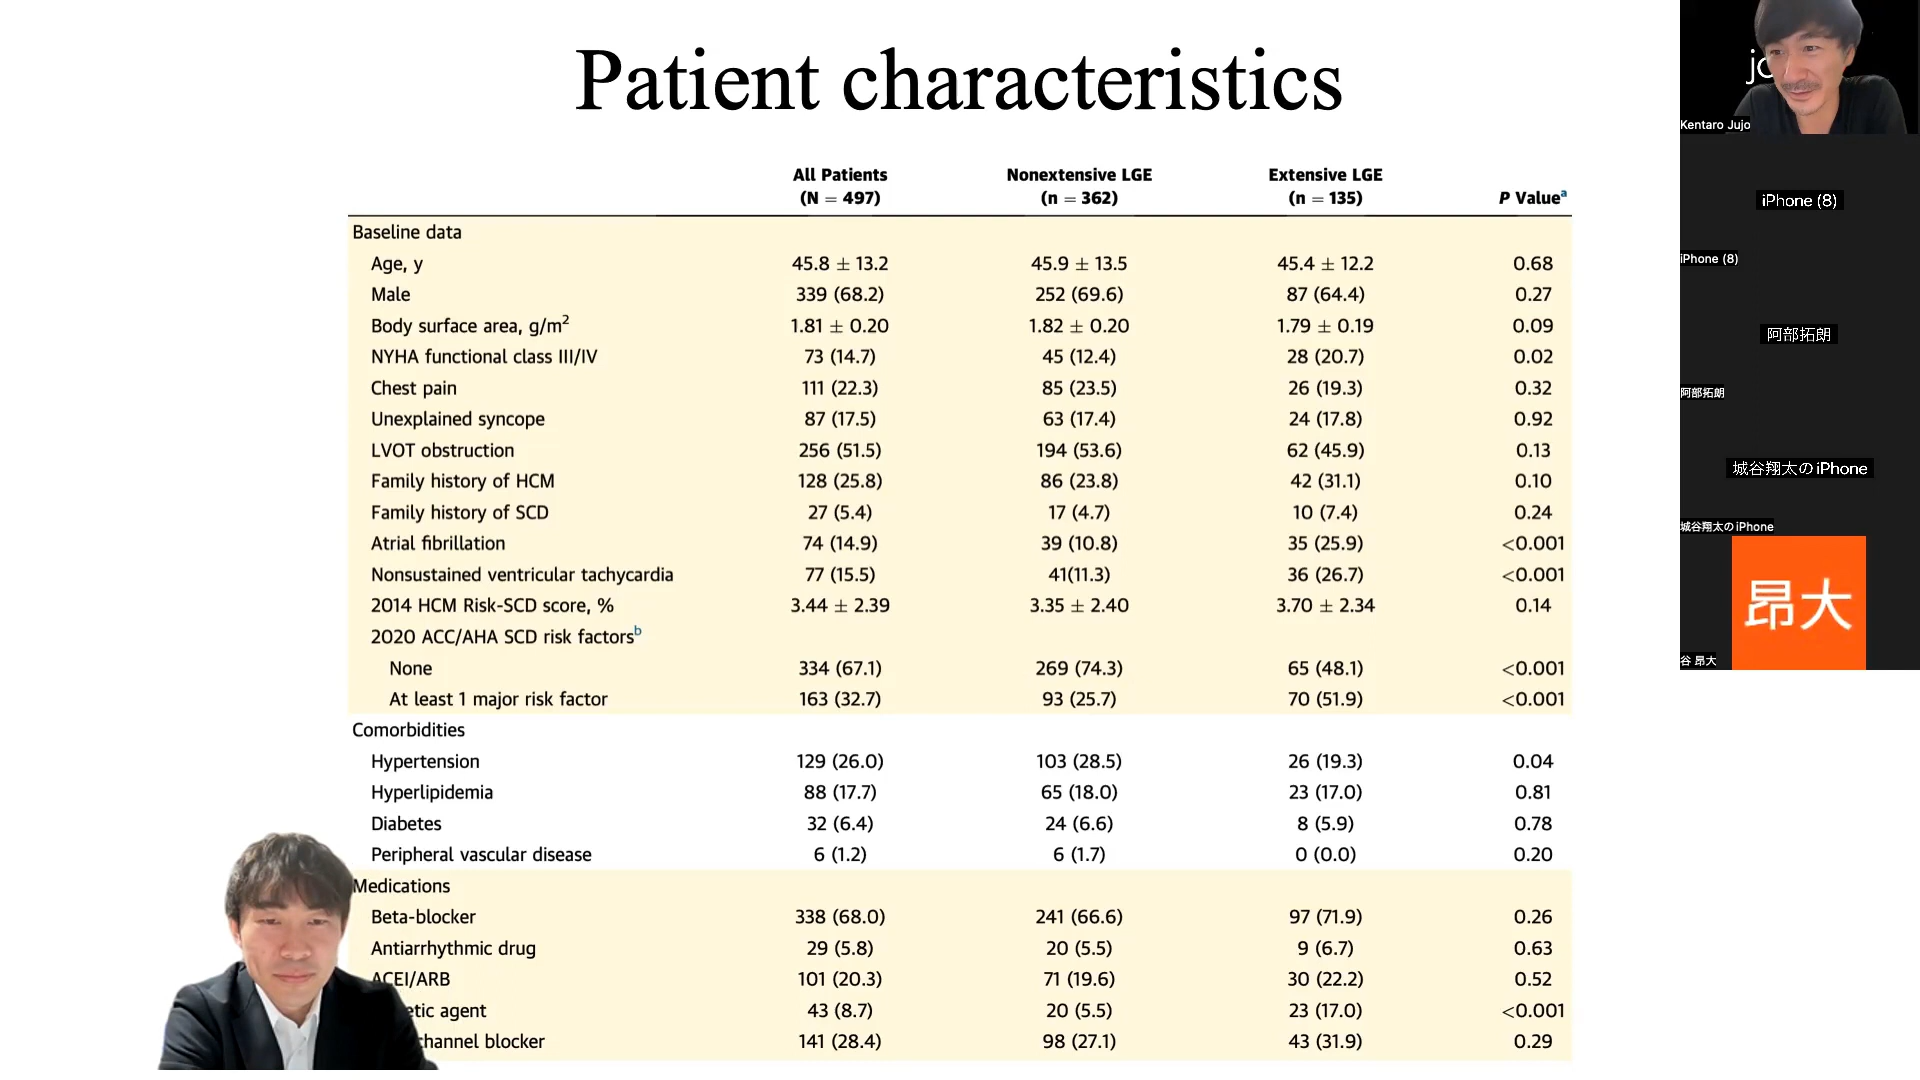 Patient characteristics
All Patients (N = 497) Nonextensive LGE (n = 362) Extensive LGE (n = 135) P Valueᵃ
Baseline data
Age, y 45.8 ± 13.2 45.9 ± 13.5 45.4 ± 12.2 0.68
Male 339 (68.2) 252 (69.6) 87 (64.4) 0.27
Body surface area, g/m² 1.81 ± 0.20 1.82 ± 0.20 1.79 ± 0.19 0.09
NYHA functional class III/IV 73 (14.7) 45 (12.4) 28 (20.7) 0.02
Chest pain 111 (22.3) 85 (23.5) 26 (19.3) 0.32
Unexplained syncope 87 (17.5) 63 (17.4) 24 (17.8) 0.92
LVOT obstruction 256 (51.5) 194 (53.6) 62 (45.9) 0.13
Family history of HCM 128 (25.8) 86 (23.8) 42 (31.1) 0.10
Family history of SCD 27 (5.4) 17 (4.7) 10 (7.4) 0.24
Atrial fibrillation 74 (14.9) 39 (10.8) 35 (25.9) <0.001
Nonsustained ventricular tachycardia 77 (15.5) 41(11.3) 36 (26.7) <0.001
2014 HCM Risk-SCD score, % 3.44 ± 2.39 3.35 ± 2.40 3.70 ± 2.34 0.14
2020 ACC/AHA SCD risk factorsᵇ
None 334 (67.1) 269 (74.3) 65 (48.1) <0.001
At least 1 major risk factor 163 (32.7) 93 (25.7) 70 (51.9) <0.001
Comorbidities
Hypertension 129 (26.0) 103 (28.5) 26 (19.3) 0.04
Hyperlipidemia 88 (17.7) 65 (18.0) 23 (17.0) 0.81
Diabetes 32 (6.4) 24 (6.6) 8 (5.9) 0.78
Peripheral vascular disease 6 (1.2) 6 (1.7) 0 (0.0) 0.20
Medications
Beta-blocker 338 (68.0) 241 (66.6) 97 (71.9) 0.26
Antiarrhythmic drug 29 (5.8) 20 (5.5) 9 (6.7) 0.63
ACEI/ARB 101 (20.3) 71 (19.6) 30 (22.2) 0.52
etic agent 43 (8.7) 20 (5.5) 23 (17.0) <0.001
hannel blocker 141 (28.4) 98 (27.1) 43 (31.9) 0.29
Kentaro Jujo
iPhone (8)
iPhone (8)
阿部拓朗
阿部拓朗
城谷翔太のiPhone
城谷翔太のiPhone
昂大
谷 昂大